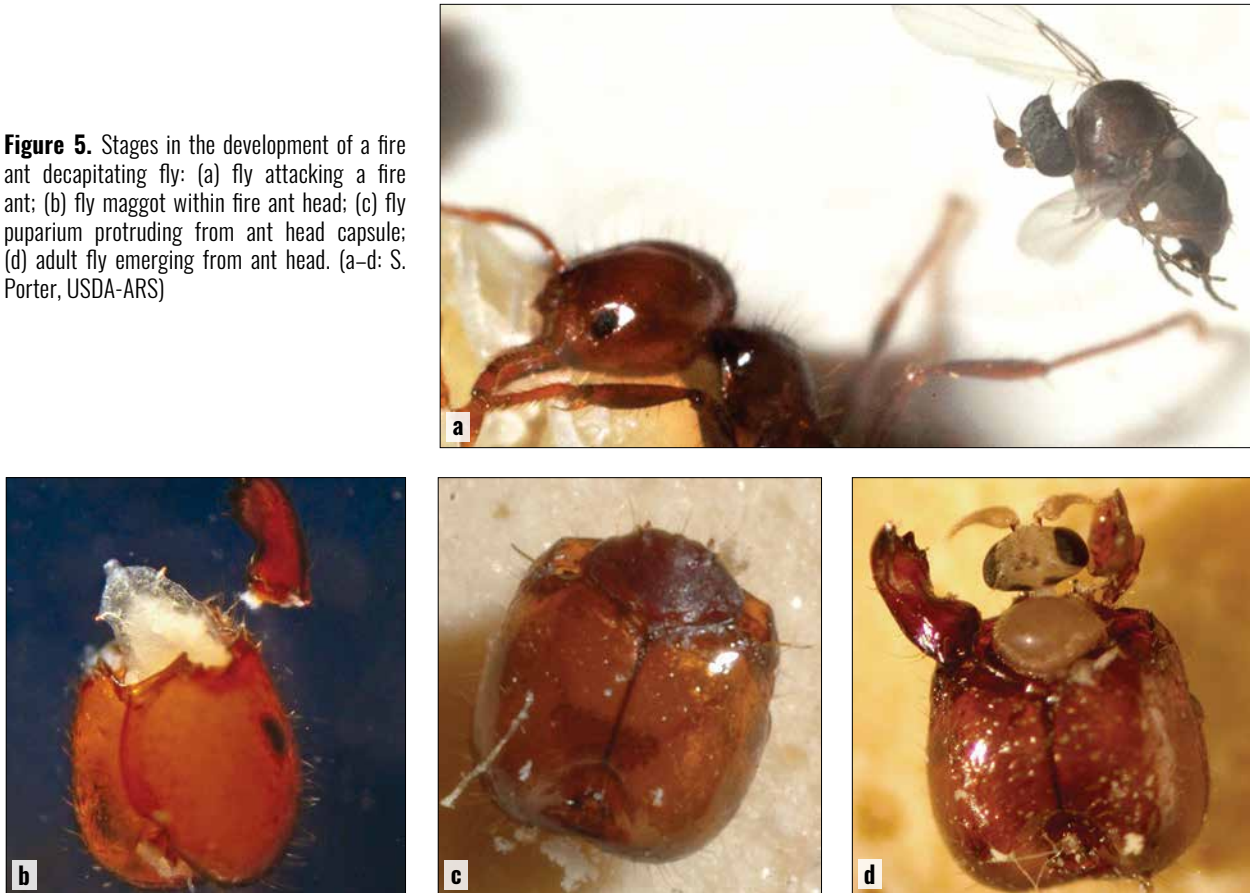 Figure 5. Stages in the development of a fire
ant decapitating fly: (a) fly attacking a fire
ant; (b) fly maggot within fire ant head; (c) fly
puparium protruding from ant head capsule;
(d) adult fly emerging from ant head. (a–d: S.
Porter, USDA-ARS)
a
b
c
d